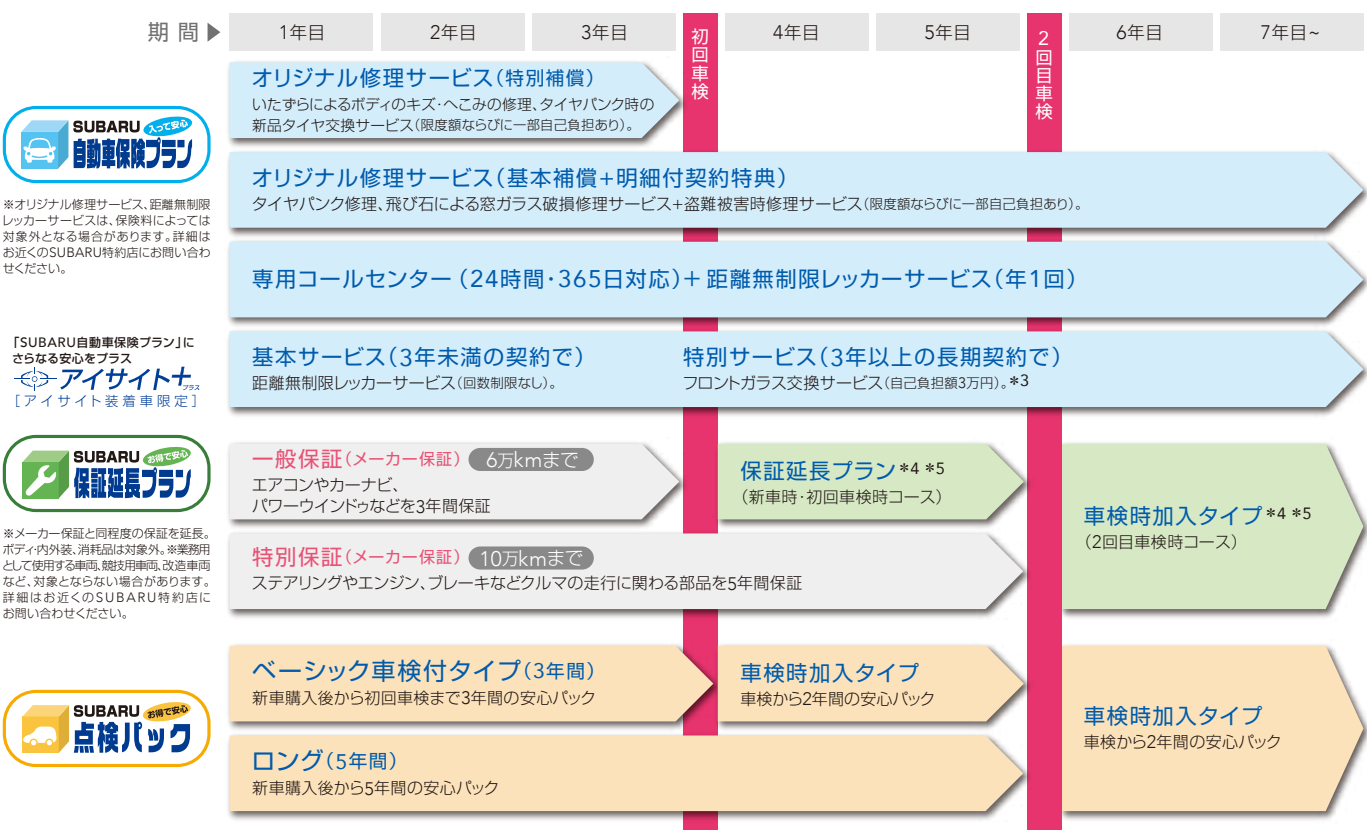 期間▶
1年目
2年目
3年目
初回車検
4年目
5年目
2回目車検
6年目
7年目~
SUBARU 入って安心
自動車保険プラン
※オリジナル修理サービス、距離無制限
レッカーサービスは、保険料によっては
対象外となる場合があります。詳細は
お近くのSUBARU特約店にお問い合わ
せください。
オリジナル修理サービス(特別補償)
いたずらによるボディのキズ・へこみの修理、タイヤパンク時の
新品タイヤ交換サービス(限度額ならびに一部自己負担あり)。
オリジナル修理サービス(基本補償+明細付契約特典)
タイヤパンク修理、飛び石による窓ガラス破損修理サービス+盗難被害時修理サービス(限度額ならびに一部自己負担あり)。
専用コールセンター(24時間・365日対応)+距離無制限レッカーサービス(年1回)
「SUBARU自動車保険プラン」に
さらなる安心をプラス
アイサイト+プラス
[アイサイト装着車限定]
基本サービス(3年未満の契約で)
距離無制限レッカーサービス(回数制限なし)。
特別サービス(3年以上の長期契約で)
フロントガラス交換サービス(自己負担額3万円)。*3
SUBARU お得で安心
保証延長プラン
※メーカー保証と同程度の保証を延長。
ボディ・内外装、消耗品は対象外。※業務用
として使用する車両、競技用車両、改造車両
など、対象とならない場合があります。
詳細はお近くのSUBARU特約店に
お問い合わせください。
一般保証(メーカー保証) 6万kmまで
エアコンやカーナビ、
パワーウインドゥなどを3年間保証
保証延長プラン*4 *5
(新車時・初回車検時コース)
特別保証(メーカー保証) 10万kmまで
ステアリングやエンジン、ブレーキなどクルマの走行に関わる部品を5年間保証
車検時加入タイプ*4 *5
(2回目車検時コース)
SUBARU お得で安心
点検パック
ベーシック車検付タイプ(3年間)
新車購入後から初回車検まで3年間の安心パック
車検時加入タイプ
車検から2年間の安心パック
ロング(5年間)
新車購入後から5年間の安心パック
車検時加入タイプ
車検から2年間の安心パック